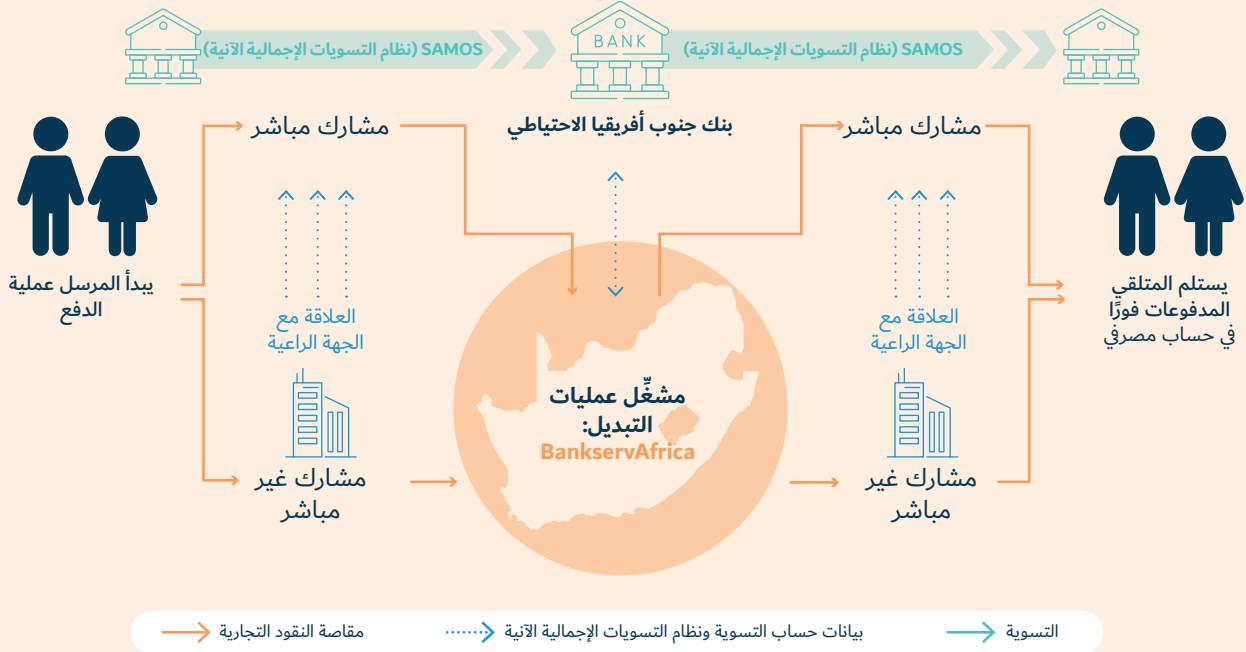 SAMOS (نظام التسويات الإجمالية الآنية)
BANK
SAMOS (نظام التسويات الإجمالية الآنية)
مشارك مباشر
بنك جنوب أفريقيا الاحتياطي
مشارك مباشر
يبدأ المرسل عملية
الدفع
العلاقة مع
الجهة الراعية
العلاقة مع
الجهة الراعية
يستلم المتلقي
المدفوعات فورًا
في حساب مصرفي
مشغِّل عمليات
التبديل:
BankservAfrica
مشارك غير
مباشر
مشارك غير
مباشر
التسوية
بيانات حساب التسوية ونظام التسويات الإجمالية الآنية
مقاصة النقود التجارية